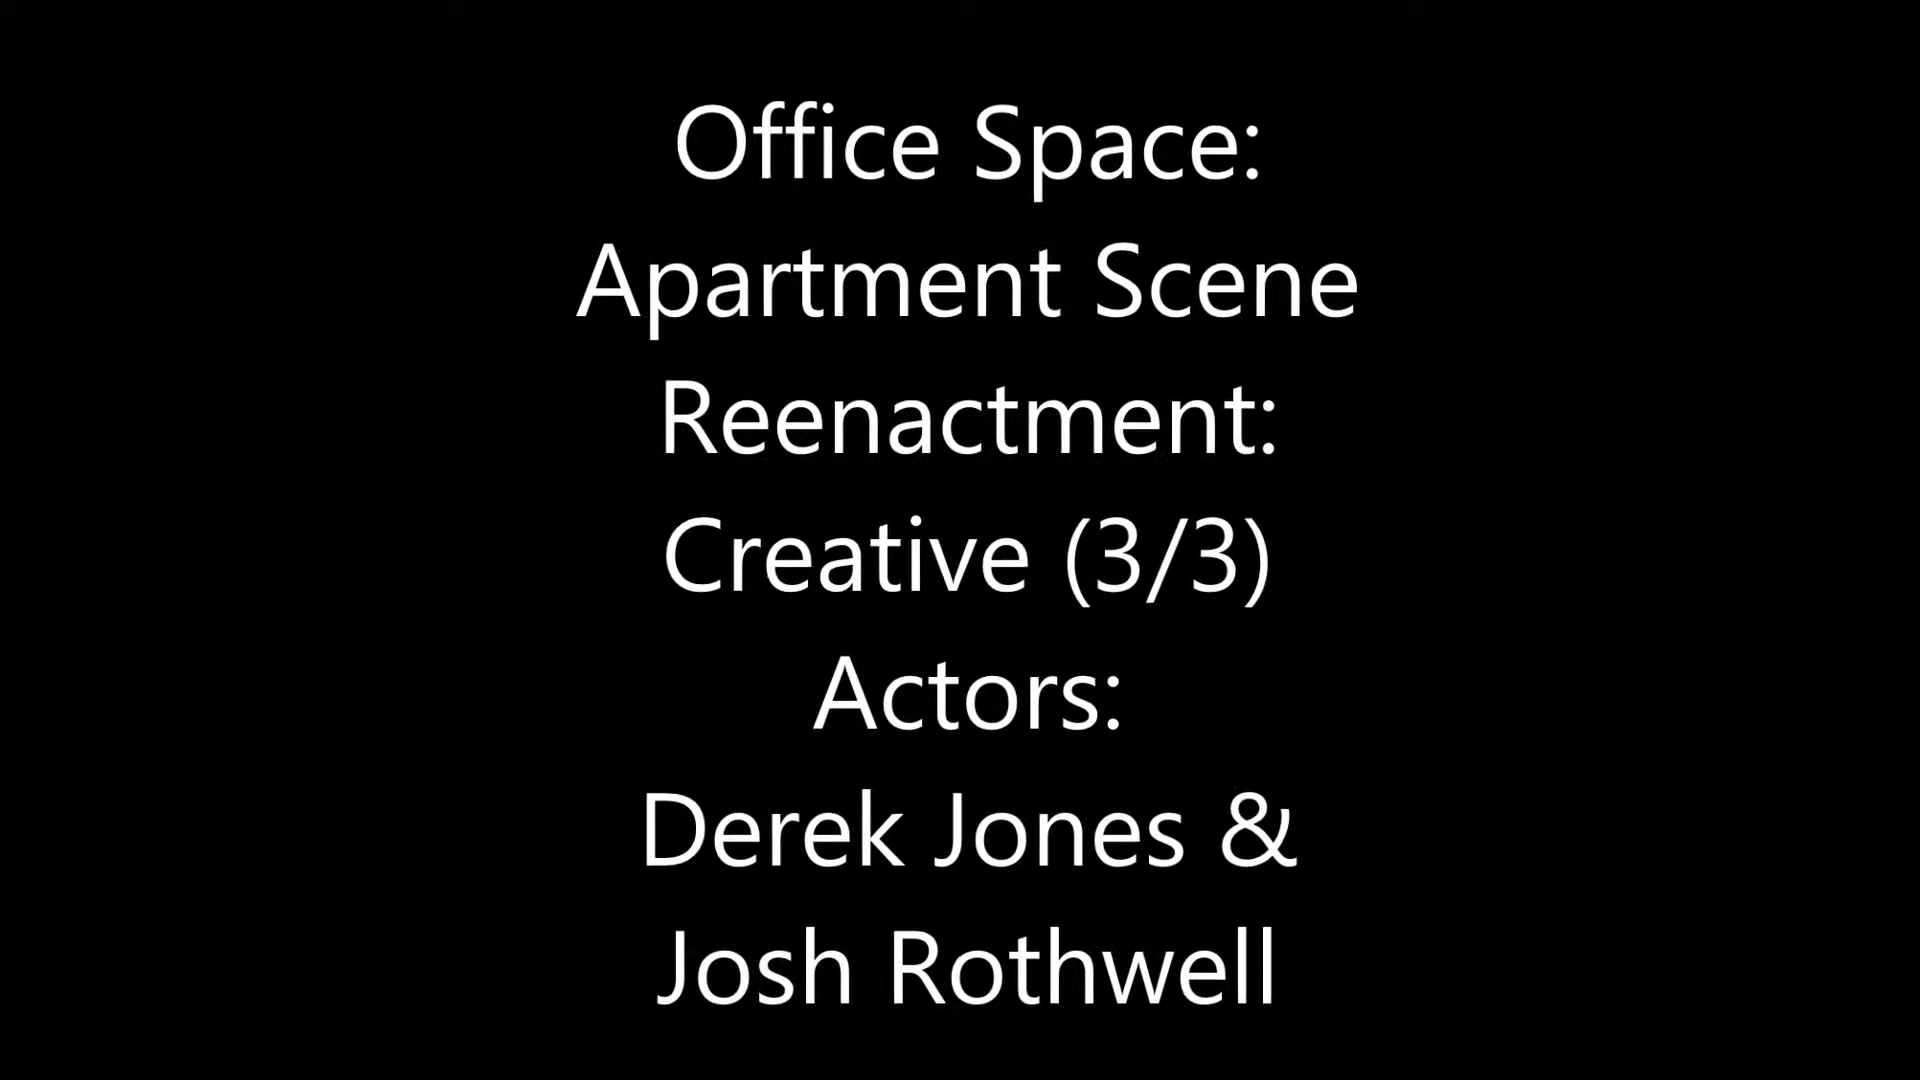 Office Space:
Apartment Scene
Reenactment:
Creative (3/3)
Actors:
Derek Jones &
Josh Rothwell